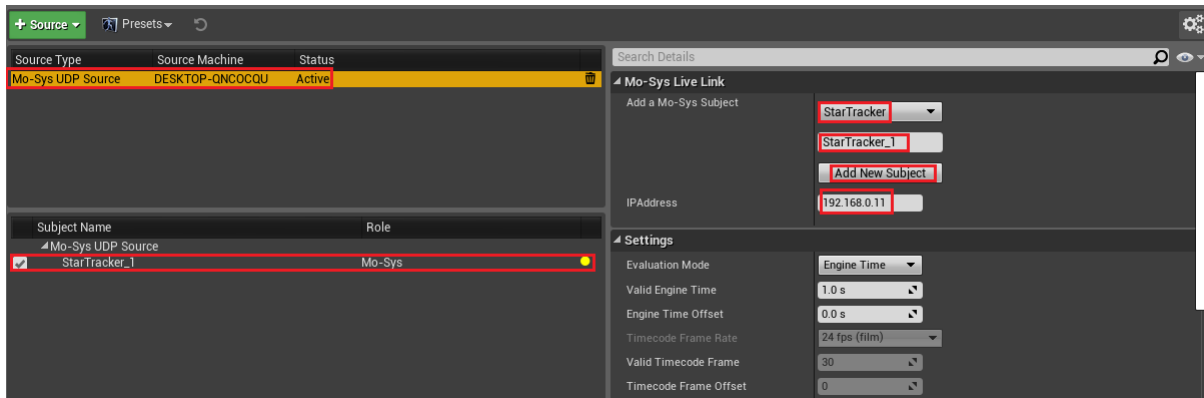 + Source Presets
Source Type Source Machine Status
Mo-Sys UDP Source DESKTOP-QNCOCQU Active
Subject Name Role
Mo-Sys UDP Source
StarTracker_1 Mo-Sys
Search Details
Mo-Sys Live Link
Add a Mo-Sys Subject StarTracker
StarTracker_1
Add New Subject
IPAddress 192.168.0.11
Settings
Evaluation Mode Engine Time
Valid Engine Time 1.0 s
Engine Time Offset 0.0 s
Timecode Frame Rate 24 fps (film)
Valid Timecode Frame 30
Timecode Frame Offset 0